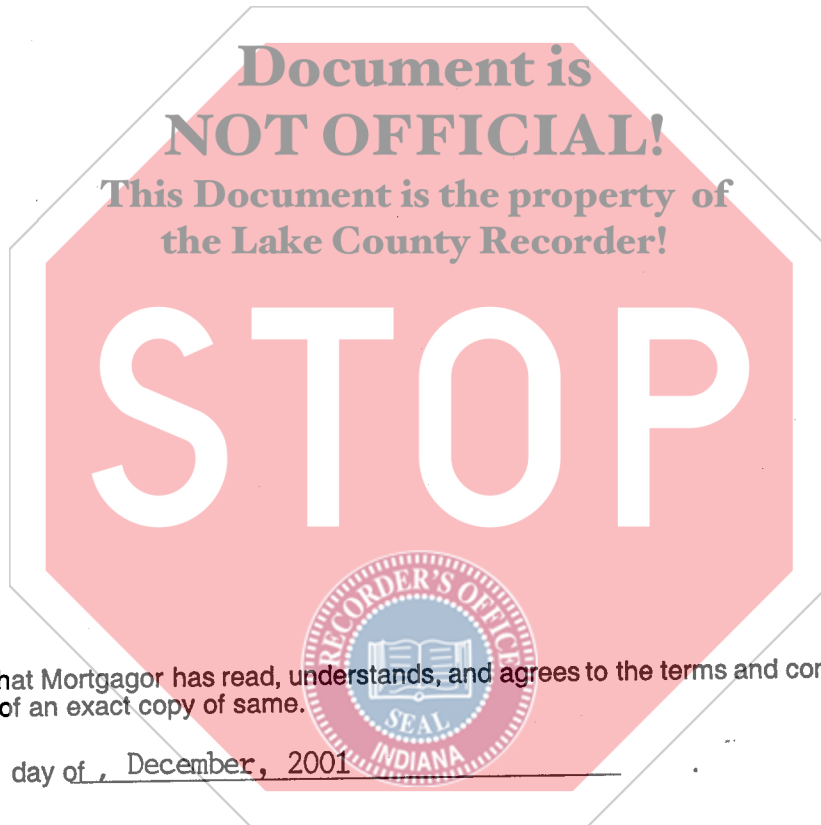 Document is
NOT OFFICIAL!
This Document is the property of
the Lake County Recorder!
STOP
RECORDER'S OFFICE
hat Mortgagor has read, understands, and agrees to the terms and cor
of an exact copy of same.
SEAL
INDIANA
day of , December, 2001